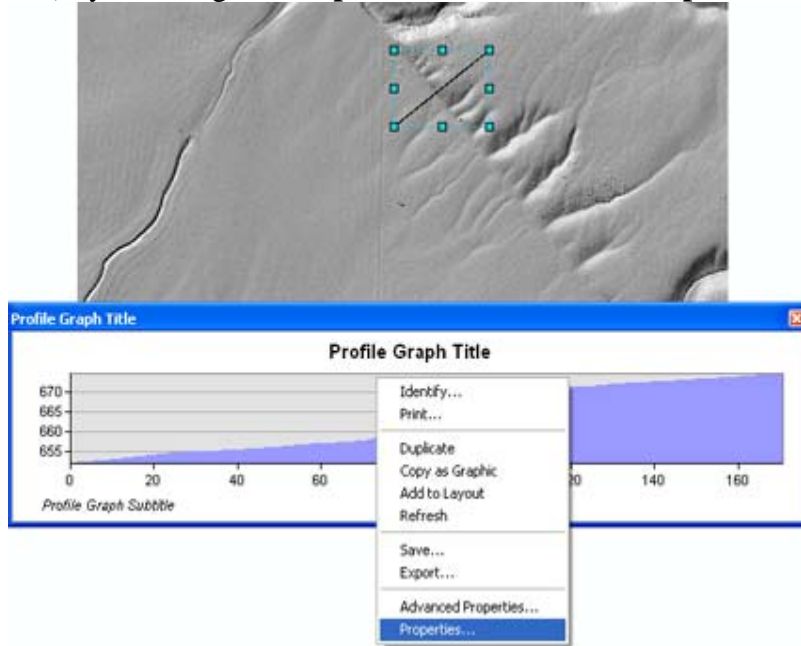 Profile Graph Title
Profile Graph Title
670
665
660
655
0 20 40 60 20 140 160
Profile Graph Subtitle
Identify...
Print...
Duplicate
Copy as Graphic
Add to Layout
Refresh
Save...
Export...
Advanced Properties...
Properties...